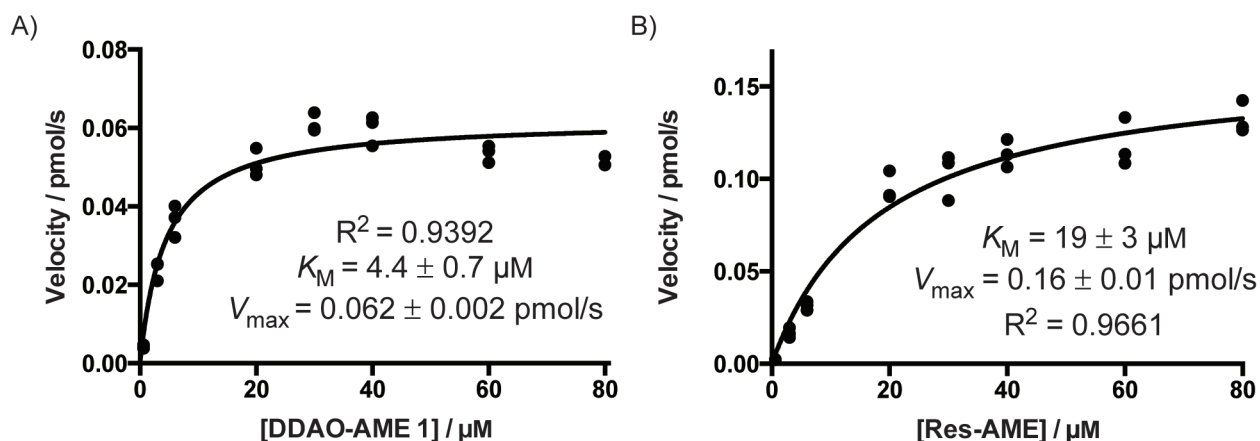 A)
0.08
0.06
0.04
0.02
0.00
Velocity / pmol/s
R² = 0.9392
K_M = 4.4 ± 0.7 µM
V_max = 0.062 ± 0.002 pmol/s
0 20 40 60 80
[DDAO-AME 1] / µM
B)
0.15
0.10
0.05
0.00
Velocity / pmol/s
K_M = 19 ± 3 µM
V_max = 0.16 ± 0.01 pmol/s
R² = 0.9661
0 20 40 60 80
[Res-AME] / µM